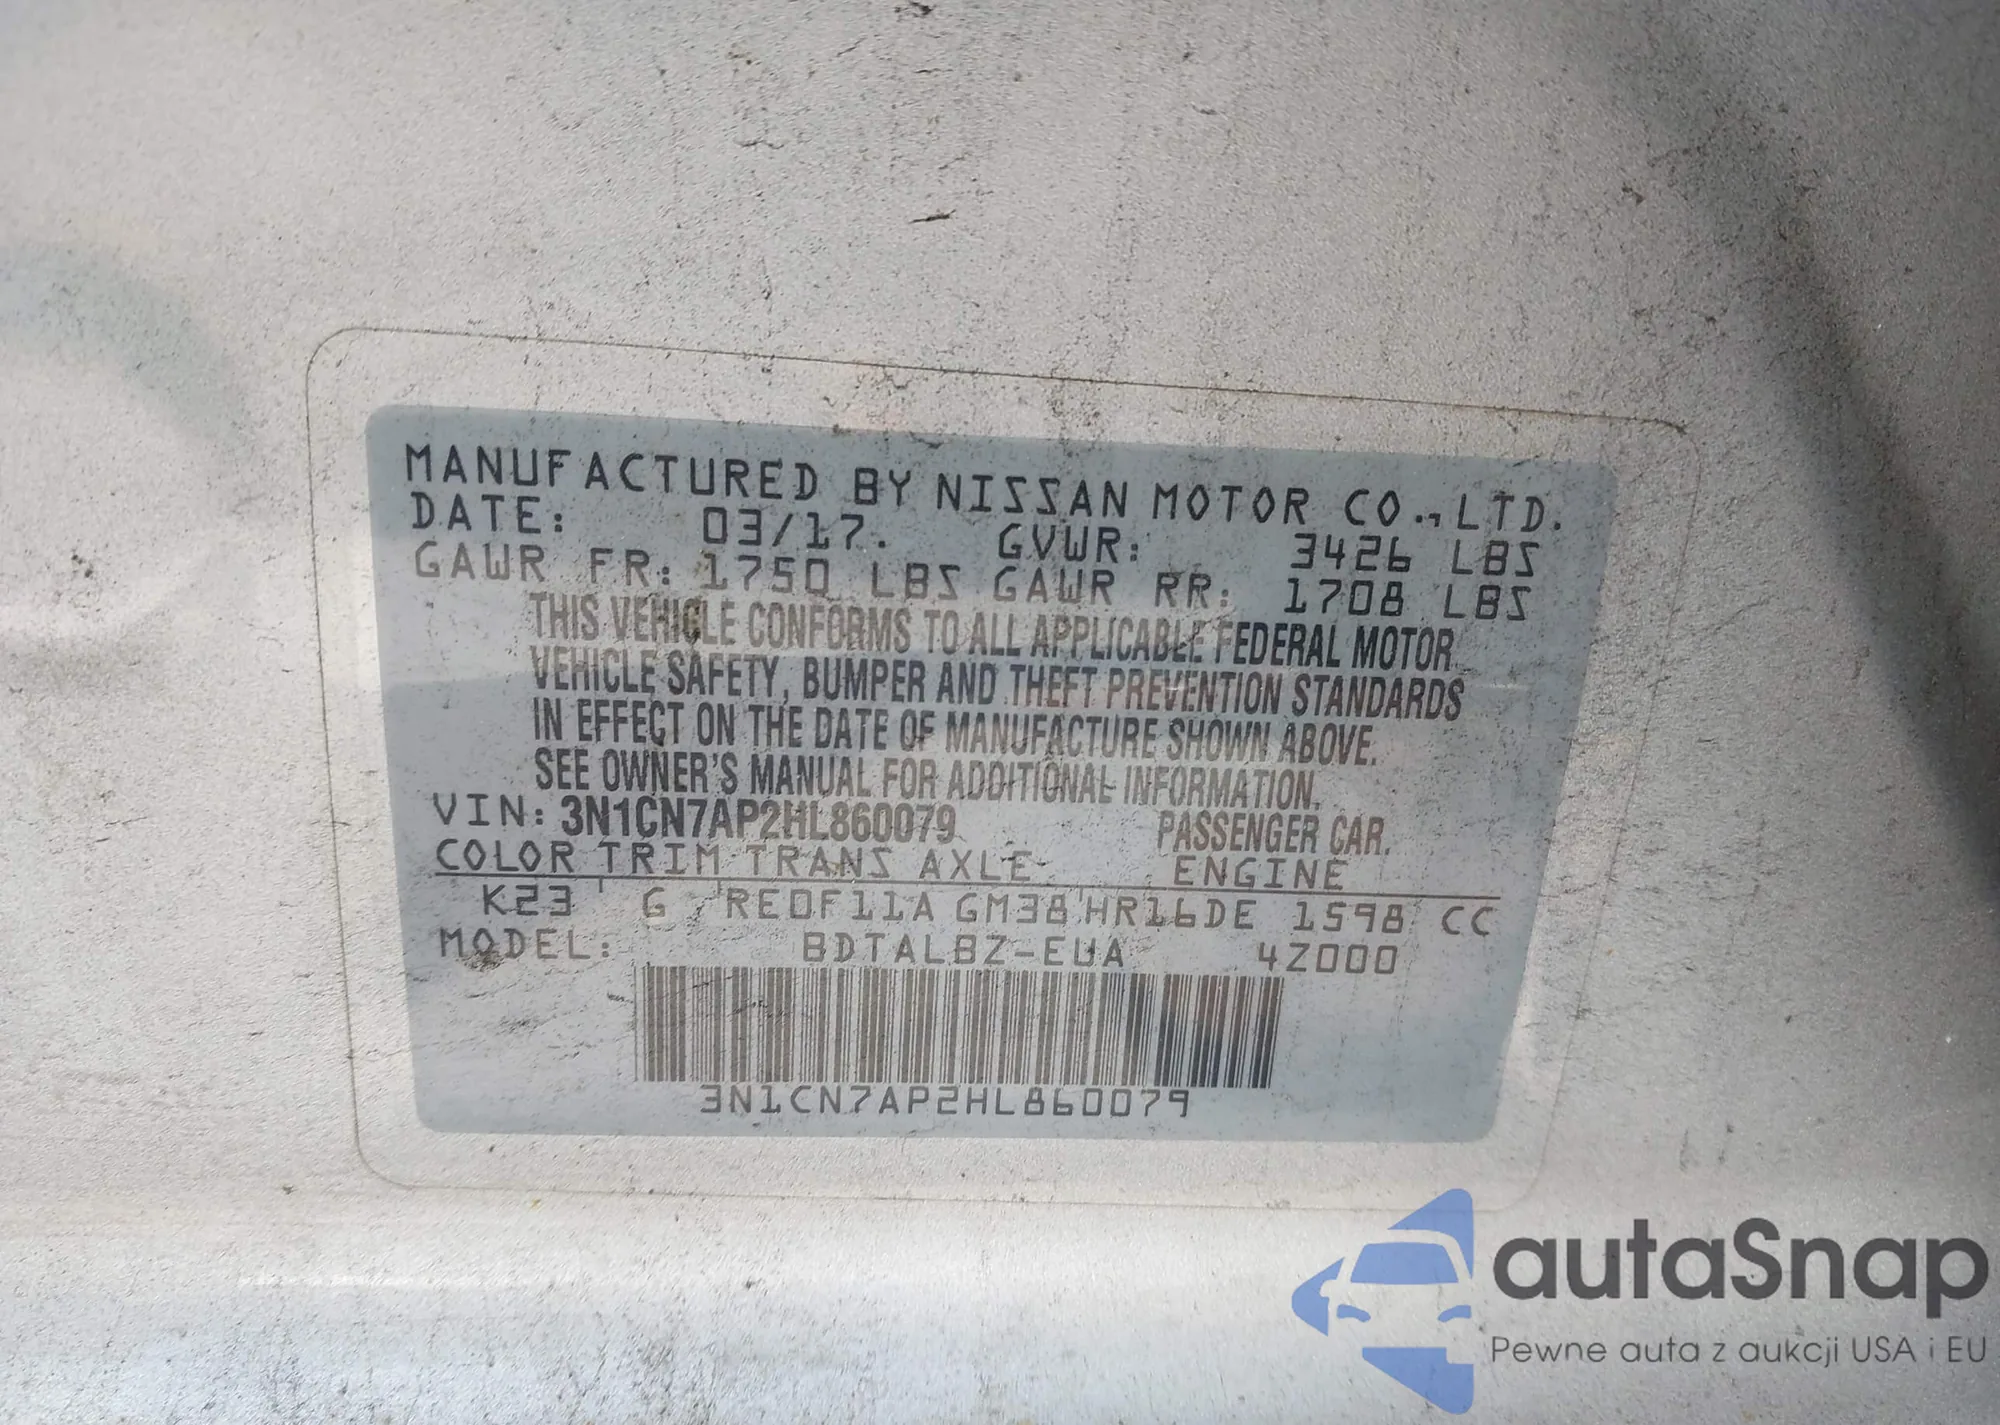 MANUFACTURED BY NISSAN MOTOR CO., LTD.
DATE: 03/17. GVWR: 3426 LBS
GAWR FR: 1750 LBS GAWR RR: 1708 LBS
THIS VEHICLE CONFORMS TO ALL APPLICABLE FEDERAL MOTOR
VEHICLE SAFETY, BUMPER AND THEFT PREVENTION STANDARDS
IN EFFECT ON THE DATE OF MANUFACTURE SHOWN ABOVE.
SEE OWNER'S MANUAL FOR ADDITIONAL INFORMATION.
VIN: 3N1CN7AP2HL860079 PASSENGER CAR.
COLOR TRIM TRANS AXLE ENGINE
K23 G RE0F11A GM38 HR16DE 1598 CC
MODEL: BDTALBZ-EUA 4Z000
3N1CN7AP2HL860079
autaSnap
Pewne auta z aukcji USA i EU